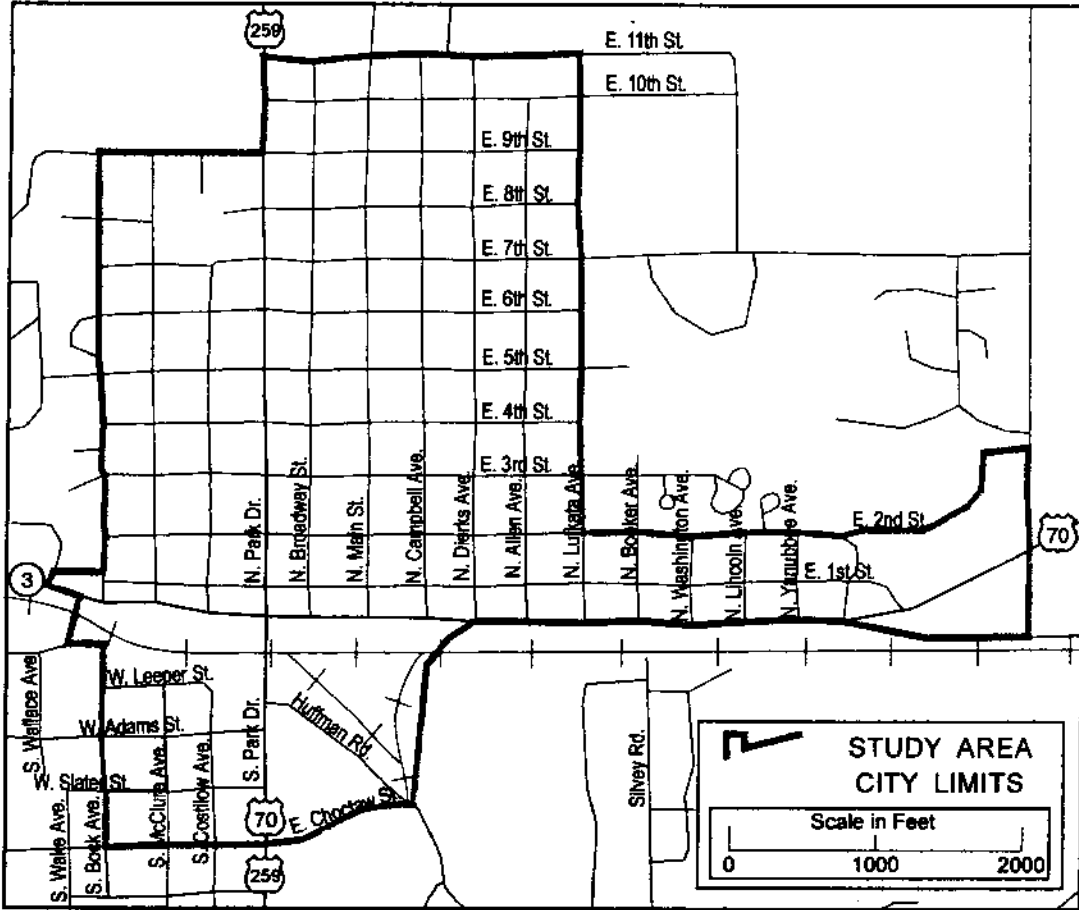 259
E. 11th St.
E. 10th St.
E. 9th St.
E. 8th St.
E. 7th St.
E. 6th St.
E. 5th St.
E. 4th St.
E. 3rd St.
N. Park Dr.
N. Broadway St.
N. Main St.
N. Campbell Ave.
N. Dierks Ave.
N. Allen Ave.
N. Lukata Ave.
N. Booker Ave.
N. Washington Ave.
N. Lincoln Ave.
N. Yanubbee Ave.
E. 2nd St.
70
E. 1st St.
3
S. Wallace Ave.
W. Leeper St.
W. Adams St.
W. Slater St.
S. Wake Ave.
S. Bock Ave.
S. McClure Ave.
S. Costilow Ave.
S. Park Dr.
Huffman Rd.
E. Choctaw St.
70
259
Silvey Rd.
STUDY AREA
CITY LIMITS
Scale in Feet
0 1000 2000